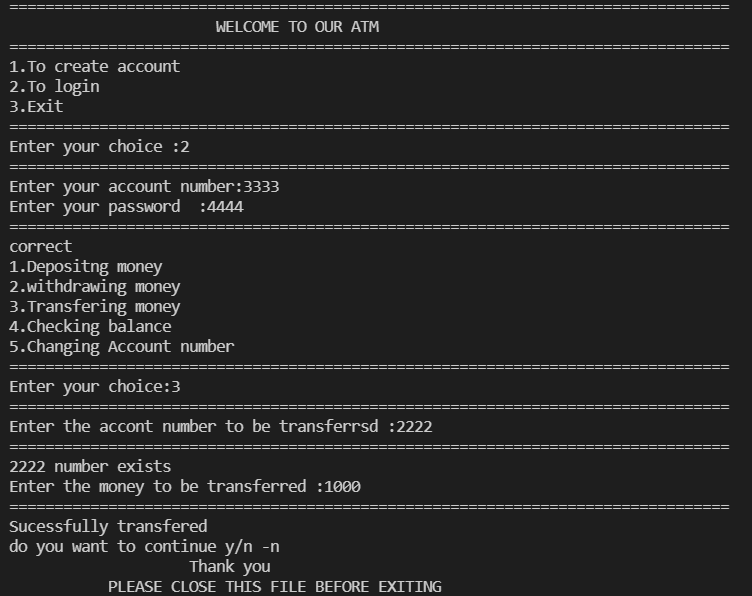 ================================================================================
WELCOME TO OUR ATM
================================================================================
1.To create account
2.To login
3.Exit
================================================================================
Enter your choice :2
================================================================================
Enter your account number:3333
Enter your password  :4444
================================================================================
correct
1.Depositng money
2.withdrawing money
3.Transfering money
4.Checking balance
5.Changing Account number
================================================================================
Enter your choice:3
================================================================================
Enter the accont number to be transferrsd :2222
================================================================================
2222 number exists
Enter the money to be transferred :1000
================================================================================
Sucessfully transfered
do you want to continue y/n -n
Thank you
PLEASE CLOSE THIS FILE BEFORE EXITING